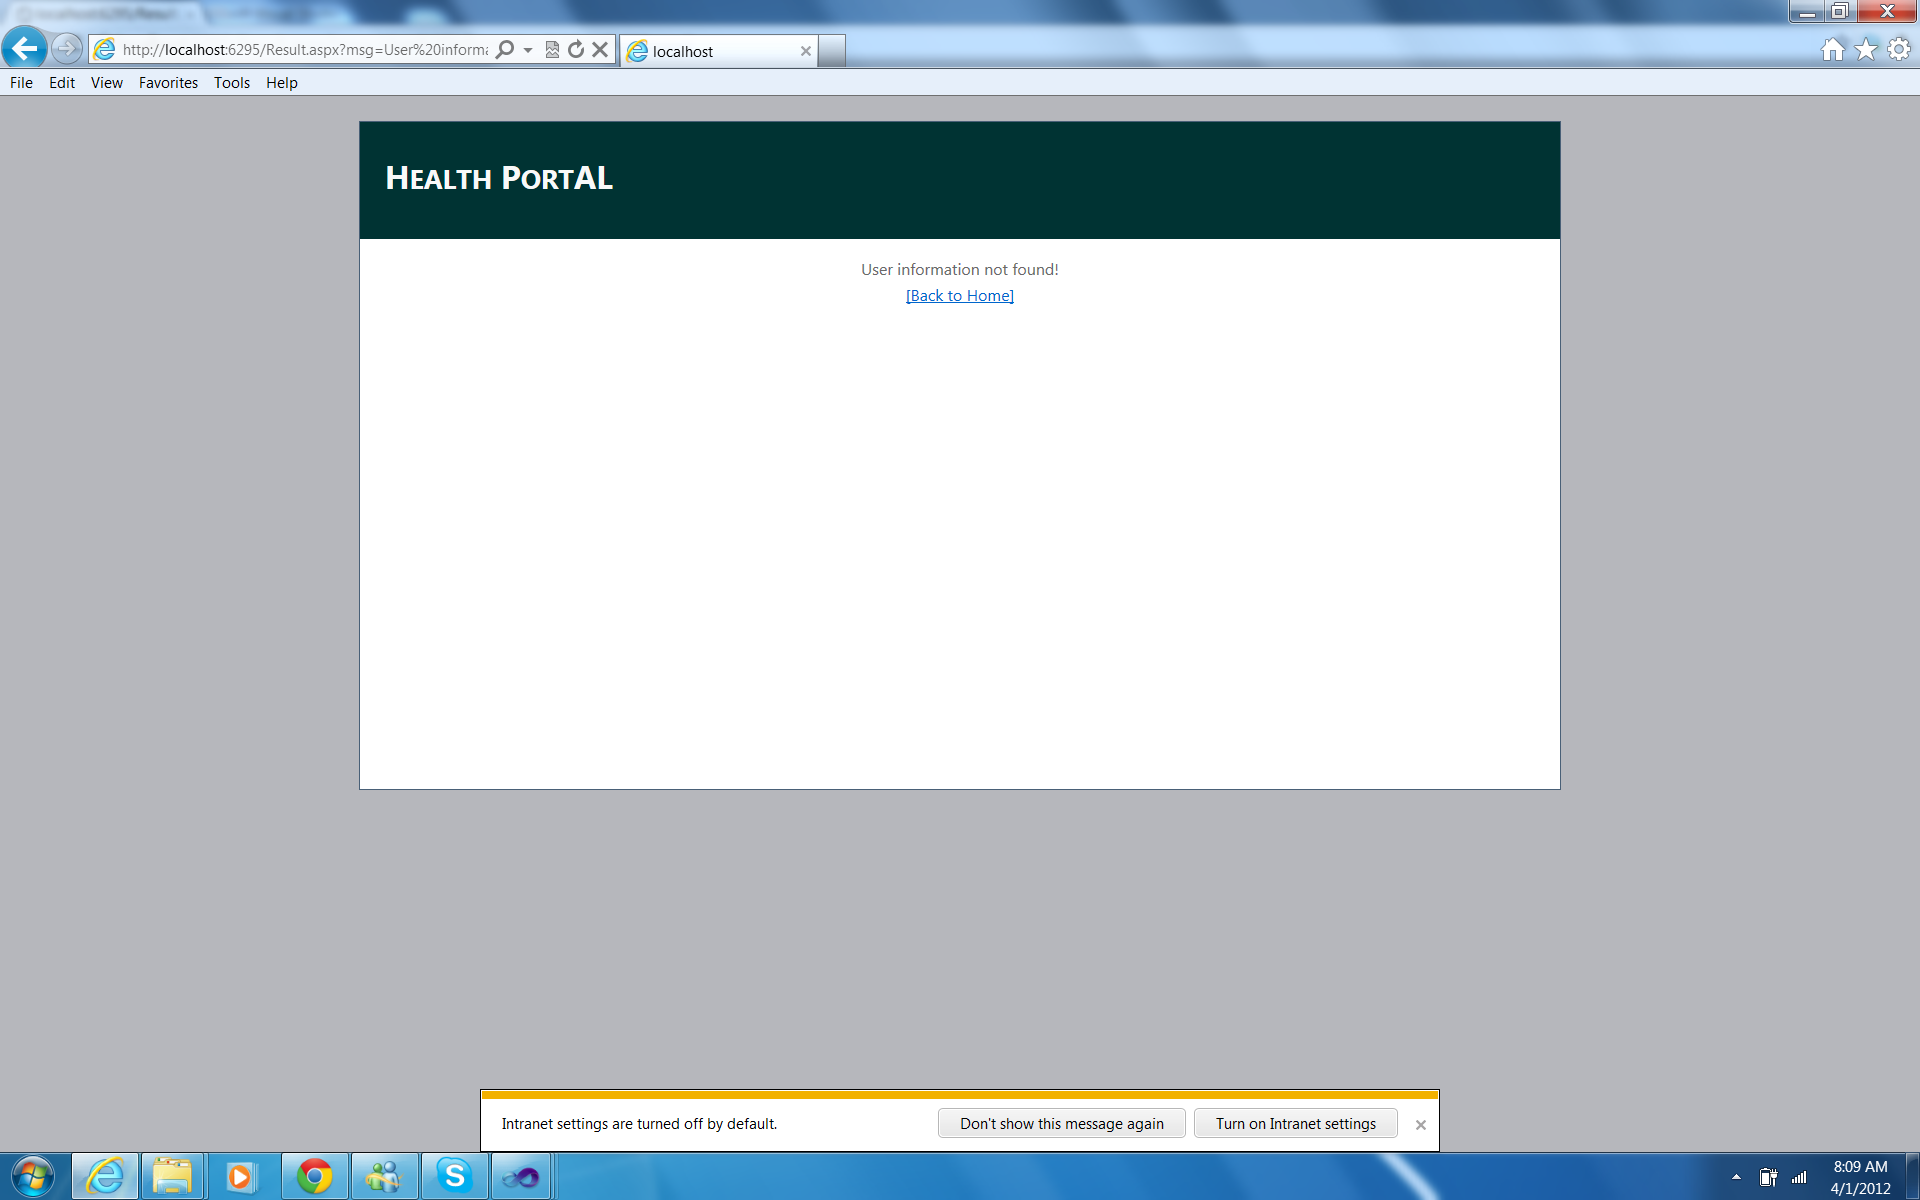 http://localhost:6295/Result.aspx?msg=User%20informa
localhost
File Edit View Favorites Tools Help
HEALTH PORTAL
User information not found!
[Back to Home]
Intranet settings are turned off by default.
Don't show this message again
Turn on Intranet settings
8:09 AM
4/1/2012